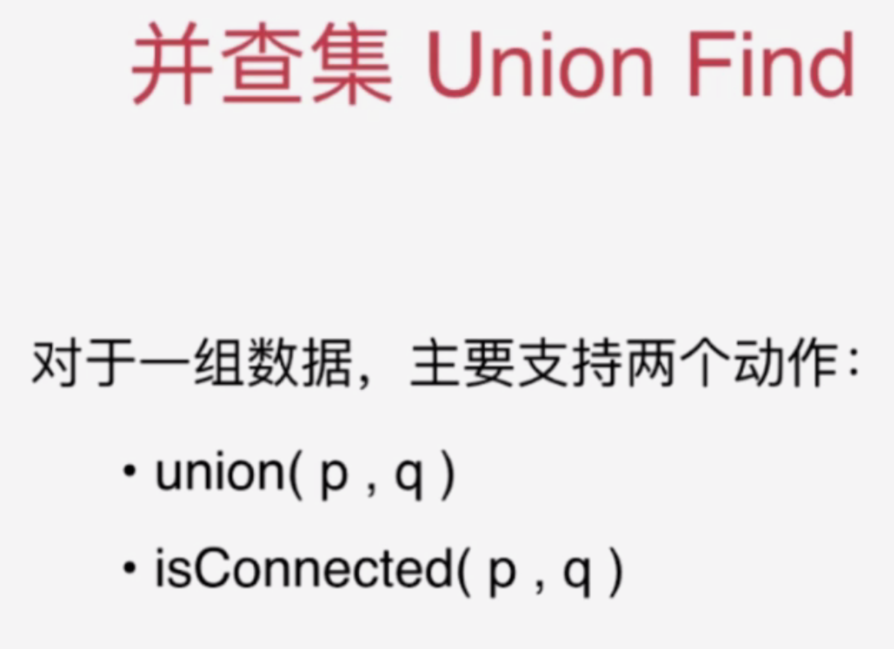 并查集 Union Find
对于一组数据，主要支持两个动作：
• union( p , q )
• isConnected( p , q )